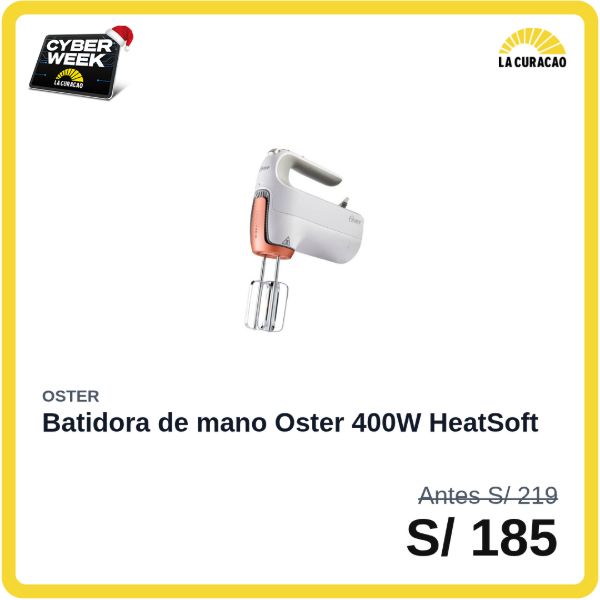 CYBER
WEEK
LA CURACAO
LA CURACAO
OSTER
Batidora de mano Oster 400W HeatSoft
Antes S/ 219
S/ 185